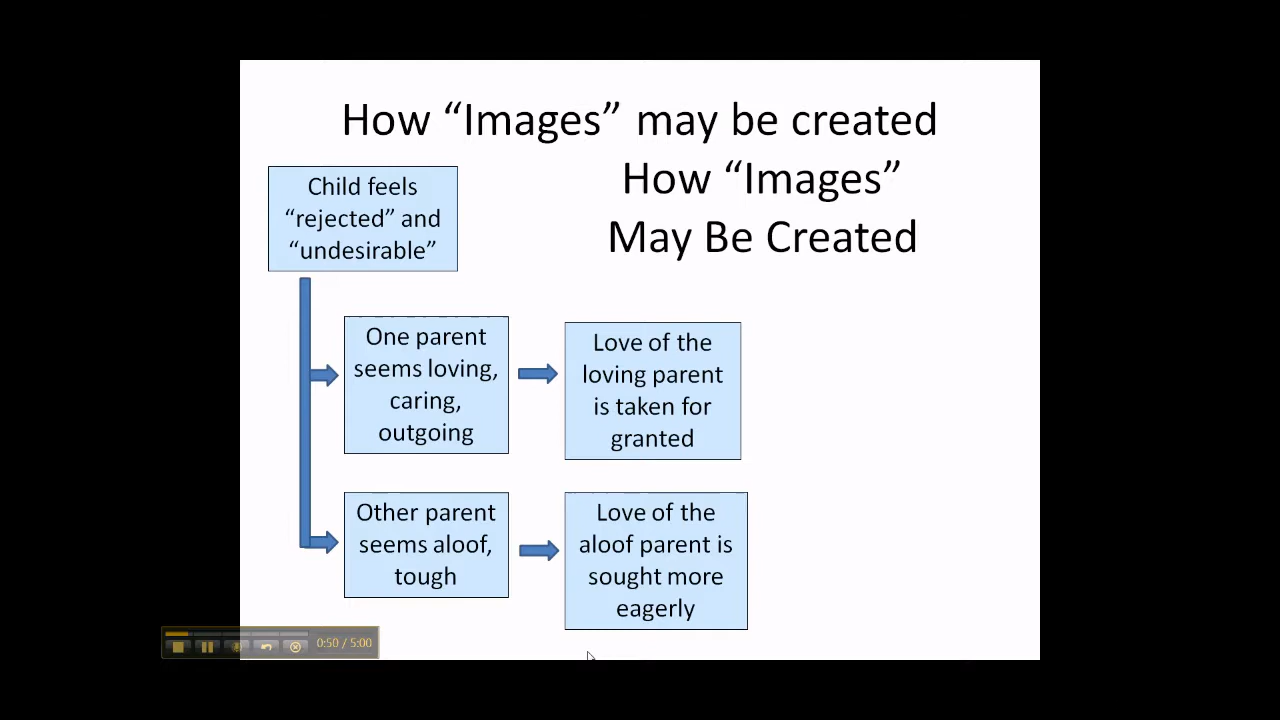 How “Images” may be created
How “Images”
May Be Created
Child feels
“rejected” and
“undesirable”
One parent
seems loving,
caring,
outgoing
Love of the
loving parent
is taken for
granted
Other parent
seems aloof,
tough
Love of the
aloof parent is
sought more
eagerly
0:50 / 5:00